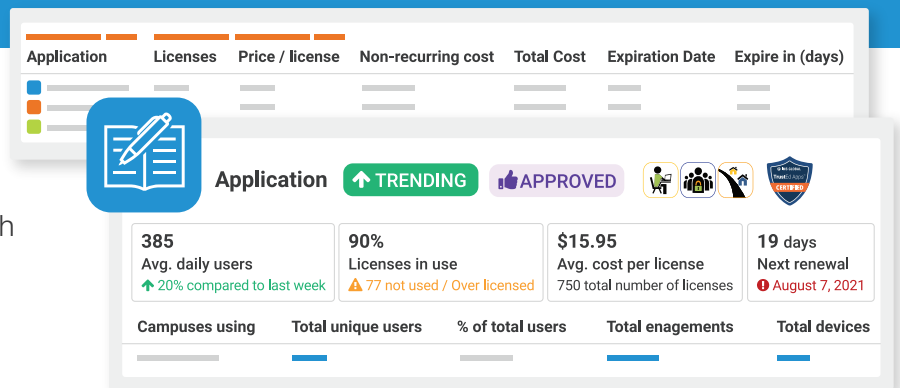 Application Licenses Price / license Non-recurring cost Total Cost Expiration Date Expire in (days)
h
Application TRENDING APPROVED TrustEd Apps CERTIFIED
385 90% $15.95 19 days
Avg. daily users Licenses in use Avg. cost per license Next renewal
20% compared to last week 77 not used / Over licensed 750 total number of licenses August 7, 2021
Campuses using Total unique users % of total users Total enagements Total devices